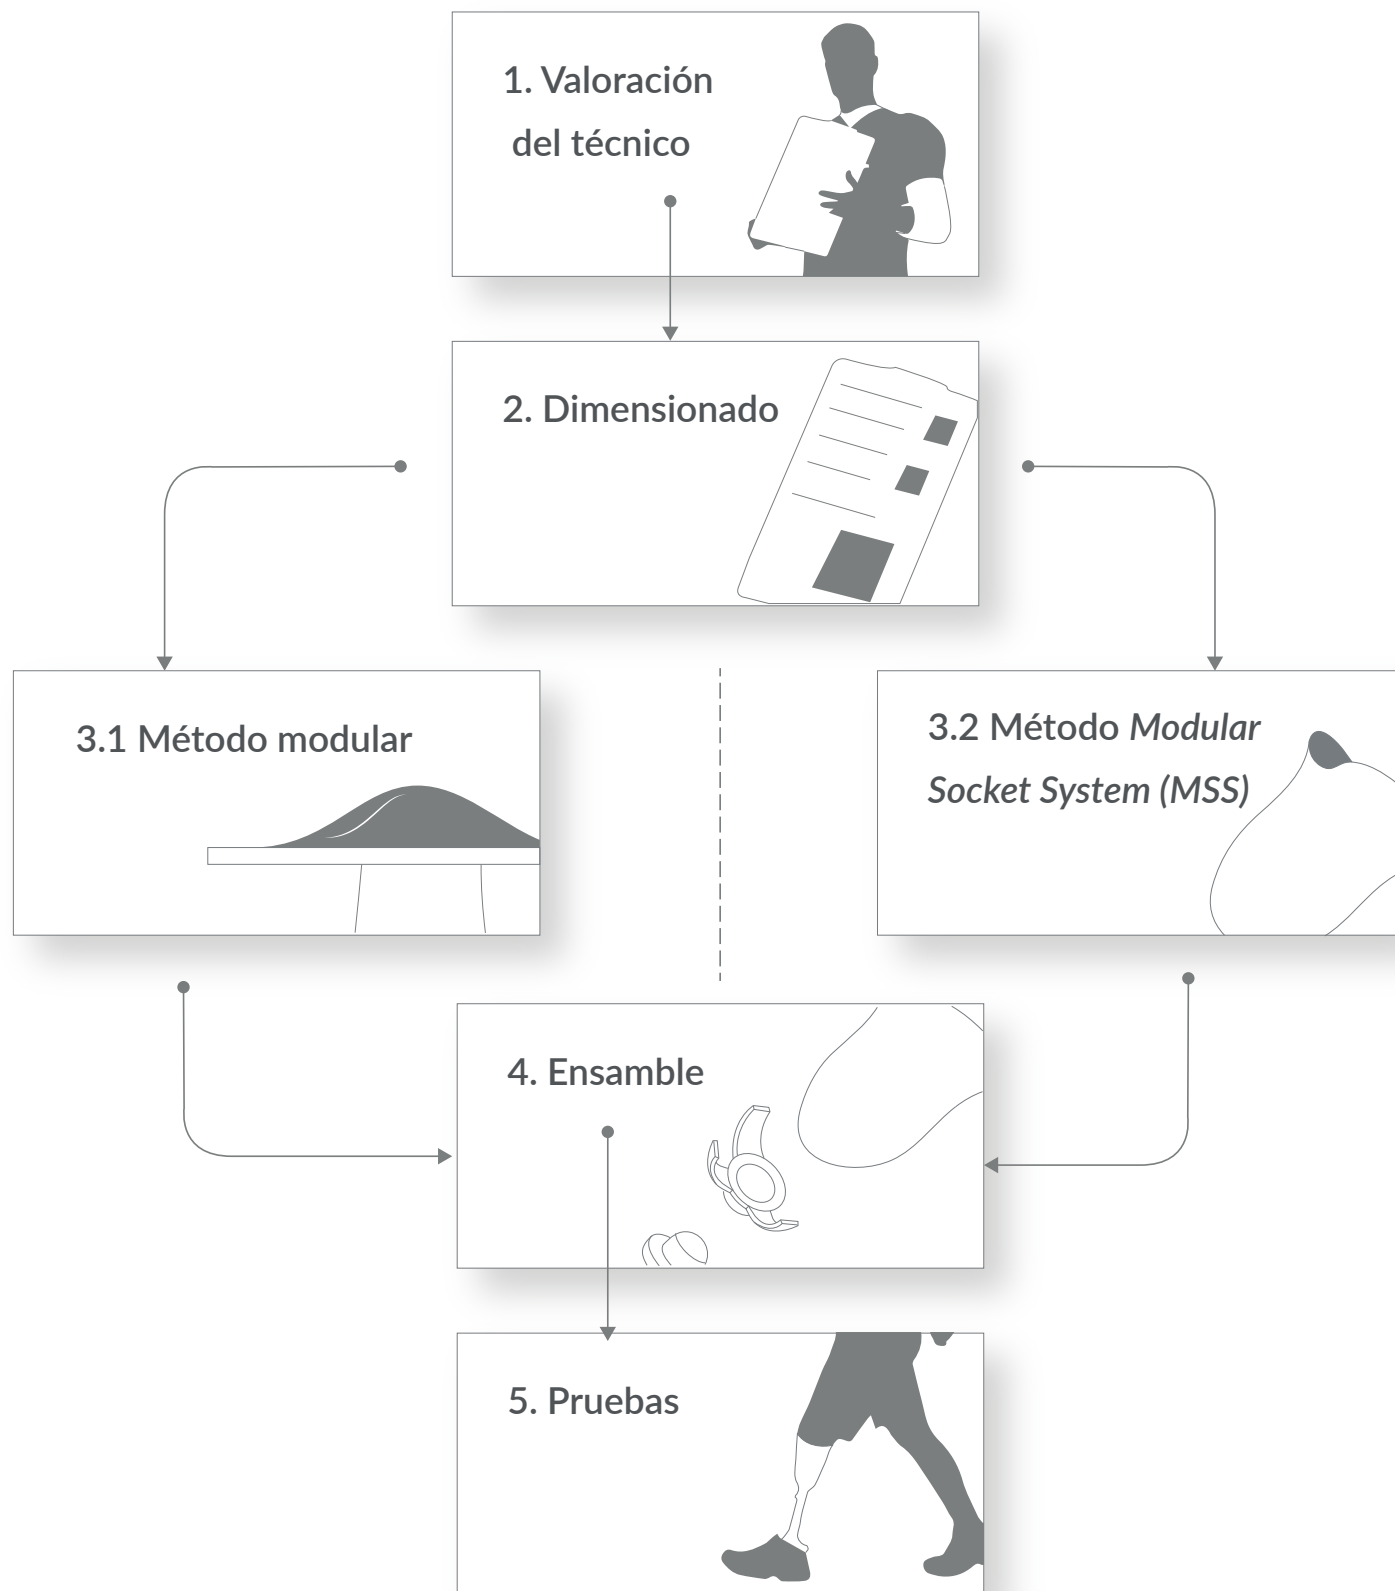 1. Valoración
del técnico
2. Dimensionado
3.1 Método modular
3.2 Método Modular
Socket System (MSS)
4. Ensamble
5. Pruebas